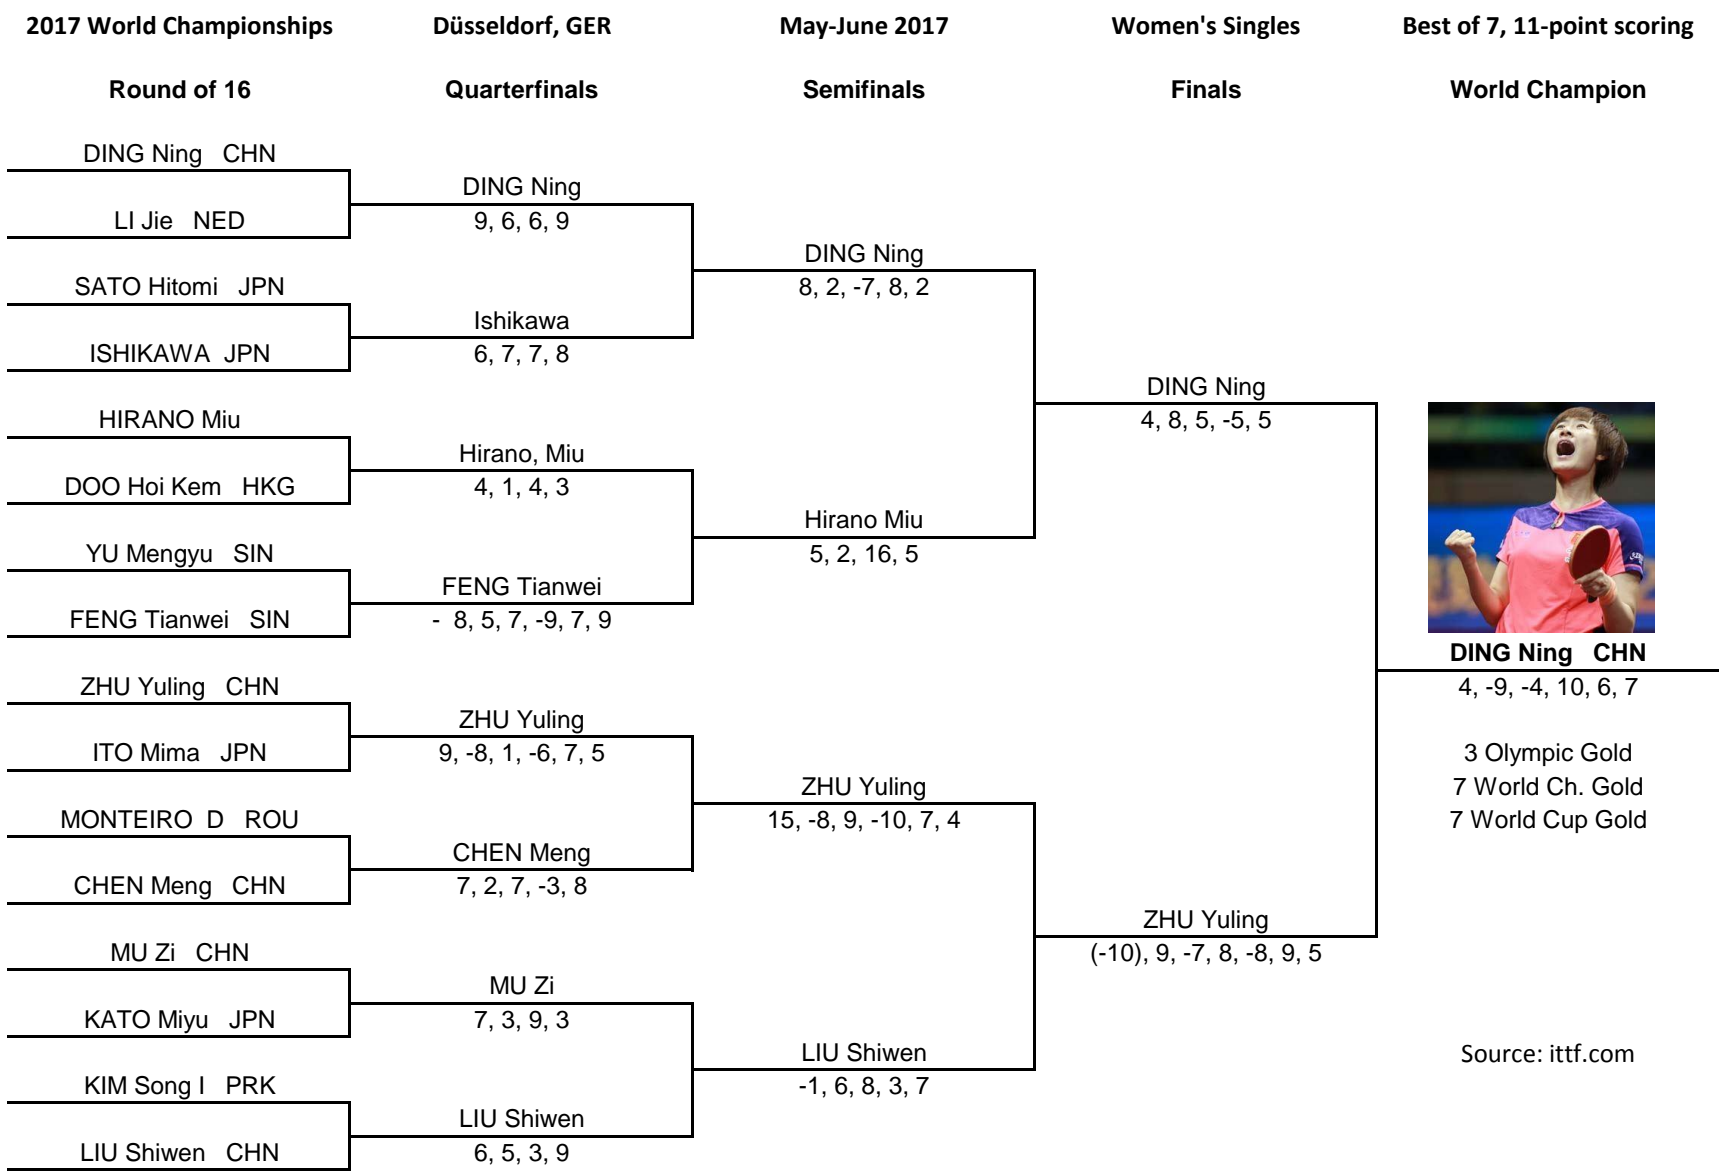 2017 World Championships Düsseldorf, GER May-June 2017 Women's Singles Best of 7, 11-point scoring
Round of 16 Quarterfinals Semifinals Finals World Champion
DING Ning CHN
LI Jie NED
SATO Hitomi JPN
ISHIKAWA JPN
HIRANO Miu
DOO Hoi Kem HKG
YU Mengyu SIN
FENG Tianwei SIN
ZHU Yuling CHN
ITO Mima JPN
MONTEIRO D ROU
CHEN Meng CHN
MU Zi CHN
KATO Miyu JPN
KIM Song I PRK
LIU Shiwen CHN
DING Ning
9, 6, 6, 9
Ishikawa
6, 7, 7, 8
Hirano, Miu
4, 1, 4, 3
FENG Tianwei
- 8, 5, 7, -9, 7, 9
ZHU Yuling
9, -8, 1, -6, 7, 5
CHEN Meng
7, 2, 7, -3, 8
MU Zi
7, 3, 9, 3
LIU Shiwen
6, 5, 3, 9
DING Ning
8, 2, -7, 8, 2
Hirano Miu
5, 2, 16, 5
ZHU Yuling
15, -8, 9, -10, 7, 4
LIU Shiwen
-1, 6, 8, 3, 7
DING Ning
4, 8, 5, -5, 5
ZHU Yuling
(-10), 9, -7, 8, -8, 9, 5
DING Ning CHN
4, -9, -4, 10, 6, 7
3 Olympic Gold
7 World Ch. Gold
7 World Cup Gold
Source: ittf.com